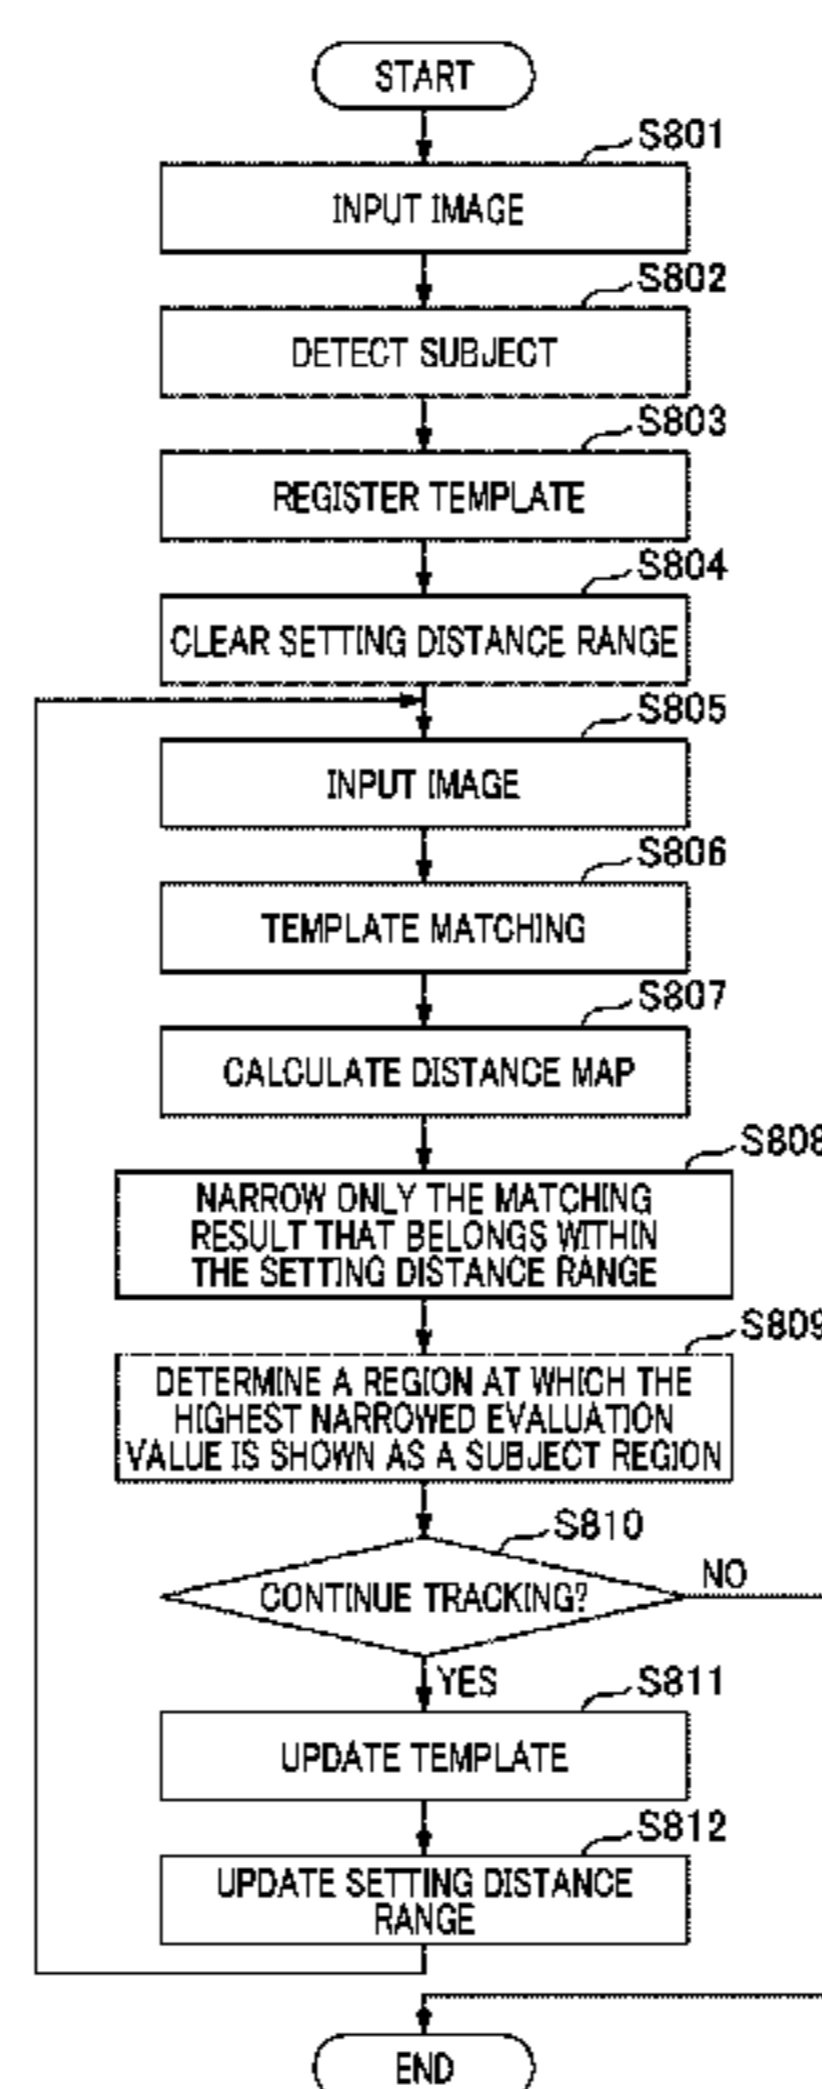 START
S801
INPUT IMAGE
S802
DETECT SUBJECT
S803
REGISTER TEMPLATE
S804
CLEAR SETTING DISTANCE RANGE
S805
INPUT IMAGE
S806
TEMPLATE MATCHING
S807
CALCULATE DISTANCE MAP
S808
NARROW ONLY THE MATCHING
RESULT THAT BELONGS WITHIN
THE SETTING DISTANCE RANGE
S809
DETERMINE A REGION AT WHICH THE
HIGHEST NARROWED EVALUATION
VALUE IS SHOWN AS A SUBJECT REGION
S810
CONTINUE TRACKING?
NO
YES
S811
UPDATE TEMPLATE
S812
UPDATE SETTING DISTANCE
RANGE
END